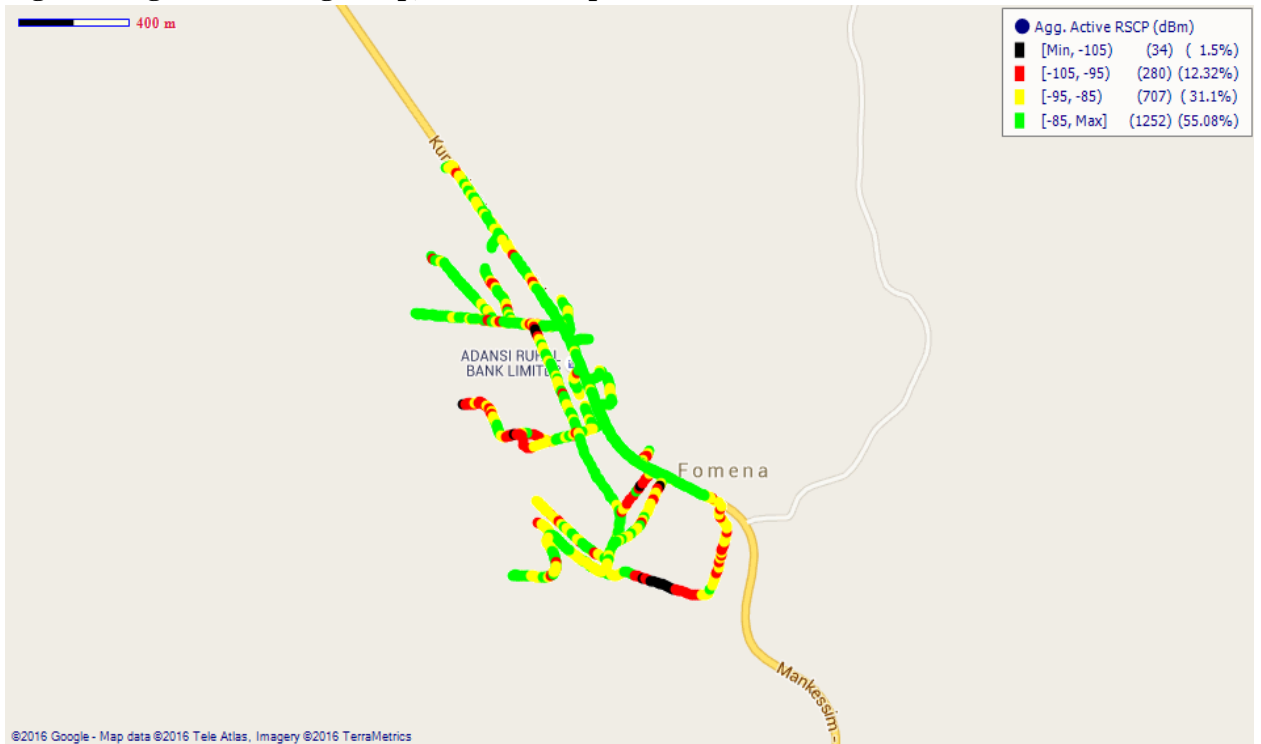 400 m
Agg. Active RSCP (dBm)
[Min, -105) (34) ( 1.5%)
[-105, -95) (280) (12.32%)
[-95, -85) (707) ( 31.1%)
[-85, Max] (1252) (55.08%)
ADANSI
BANK
Fomena
Mankessim -
©2016 Google - Map data ©2016 Tele Atlas, Imagery ©2016 TerraMetrics